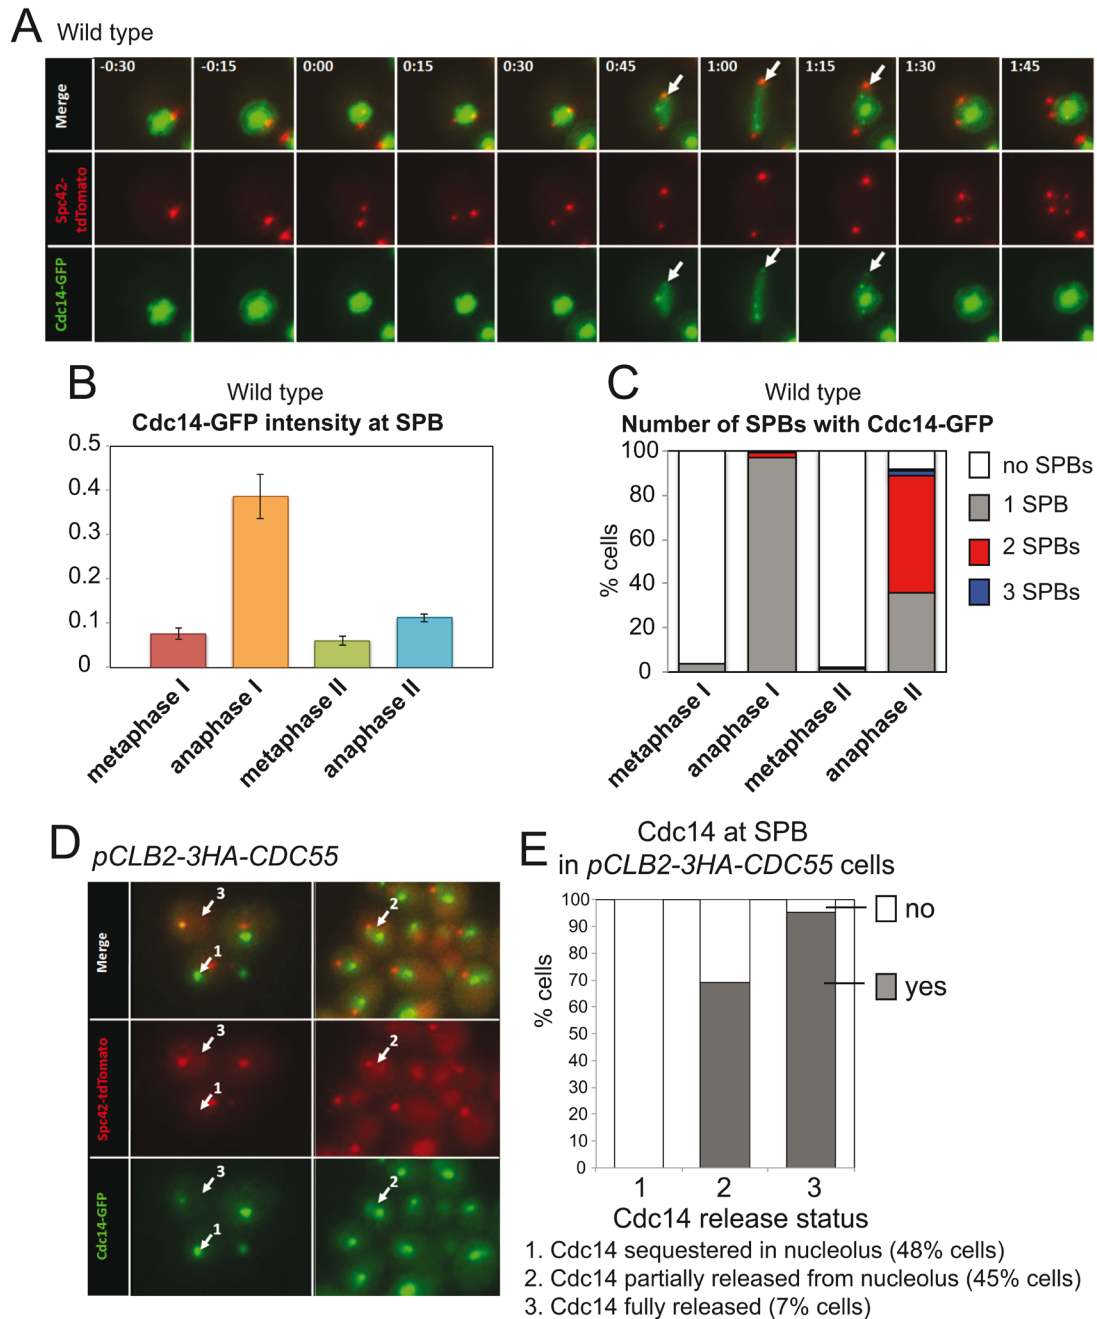 A
Wild type
-0:30 -0:15 0:00 0:15 0:30 0:45 1:00 1:15 1:30 1:45
Merge
Spc42-
tdTomato
Cdc14-GFP
B
Wild type
Cdc14-GFP intensity at SPB
0.5
0.4
0.3
0.2
0.1
0
metaphase I
anaphase I
metaphase II
anaphase II
C
Wild type
Number of SPBs with Cdc14-GFP
% cells
100
80
60
40
20
0
metaphase I
anaphase I
metaphase II
anaphase II
no SPBs
1 SPB
2 SPBs
3 SPBs
D
pCLB2-3HA-CDC55
Merge
3
1
2
Spc42-tdTomato
3
1
2
Cdc14-GFP
3
1
2
E
Cdc14 at SPB
in pCLB2-3HA-CDC55 cells
% cells
100
90
80
70
60
50
40
30
20
10
0
no
yes
1 2 3
Cdc14 release status
1. Cdc14 sequestered in nucleolus (48% cells)
2. Cdc14 partially released from nucleolus (45% cells)
3. Cdc14 fully released (7% cells)